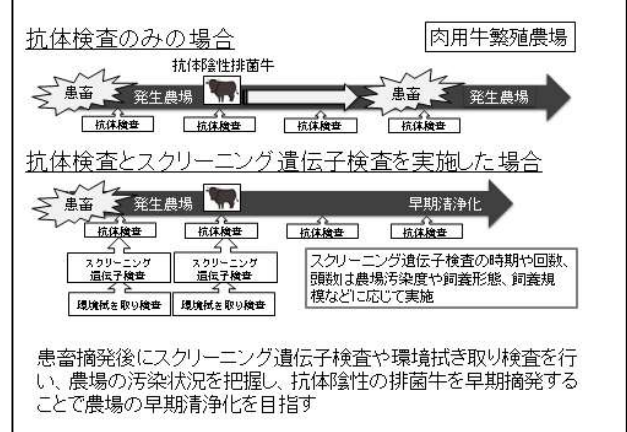 抗体検査のみの場合
肉用牛繁殖農場
抗体陰性排菌牛
患畜
発生農場
患畜
発生農場
抗体検査
抗体検査
抗体検査
抗体検査
抗体検査とスクリーニング遺伝子検査を実施した場合
患畜
発生農場
早期清浄化
抗体検査
抗体検査
抗体検査
抗体検査
スクリーニング
遺伝子検査
スクリーニング
遺伝子検査
環境拭き取り検査
環境拭き取り検査
スクリーニング遺伝子検査の時期や回数、
頭数は農場汚染度や飼養形態、飼養規
模などに応じて実施
患畜摘発後にスクリーニング遺伝子検査や環境拭き取り検査を行
い、農場の汚染状況を把握し、抗体陰性の排菌牛を早期摘発する
ことで農場の早期清浄化を目指す